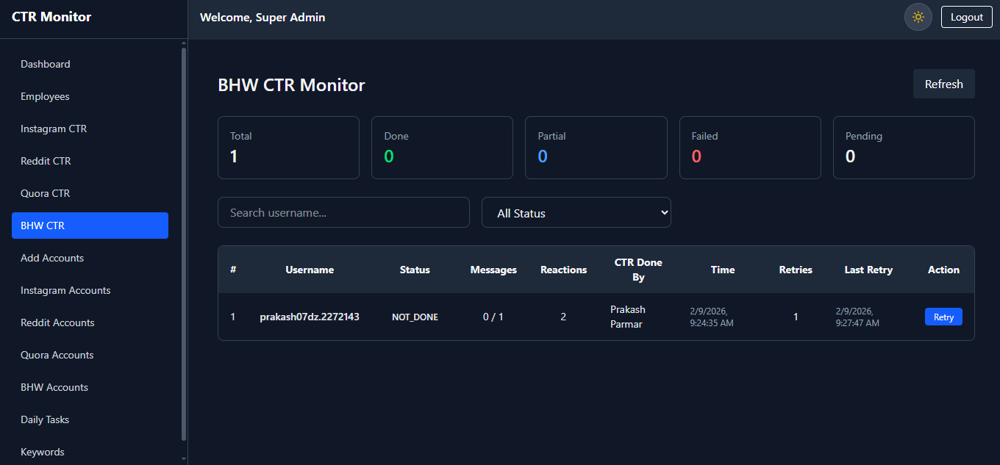 CTR Monitor
Welcome, Super Admin
Logout
Dashboard
Employees
Instagram CTR
Reddit CTR
Quora CTR
BHW CTR
Add Accounts
Instagram Accounts
Reddit Accounts
Quora Accounts
BHW Accounts
Daily Tasks
Keywords
BHW CTR Monitor
Refresh
Total
1
Done
0
Partial
0
Failed
0
Pending
0
Search username...
All Status
# Username Status Messages Reactions CTR Done By Time Retries Last Retry Action
1 prakash07dz.2272143 NOT_DONE 0 / 1 2 Prakash Parmar 2/9/2026, 9:24:35 AM 1 2/9/2026, 9:27:47 AM Retry